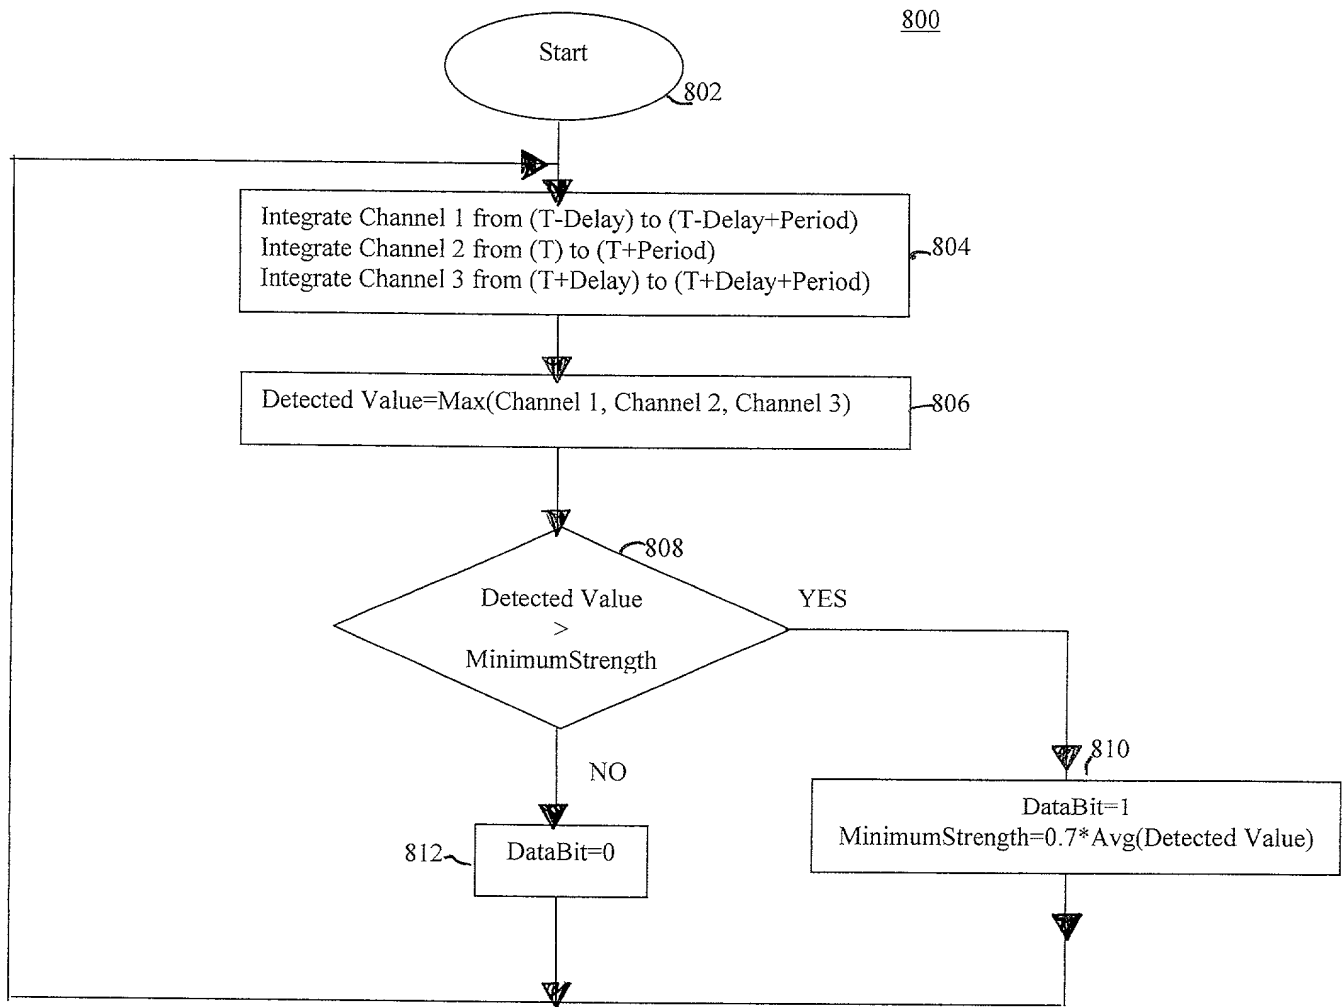 800
Start
802
Integrate Channel 1 from (T-Delay) to (T-Delay+Period)
Integrate Channel 2 from (T) to (T+Period)
Integrate Channel 3 from (T+Delay) to (T+Delay+Period)
804
Detected Value=Max(Channel 1, Channel 2, Channel 3)
806
808
Detected Value
>
MinimumStrength
YES
NO
810
DataBit=1
MinimumStrength=0.7*Avg(Detected Value)
812
DataBit=0